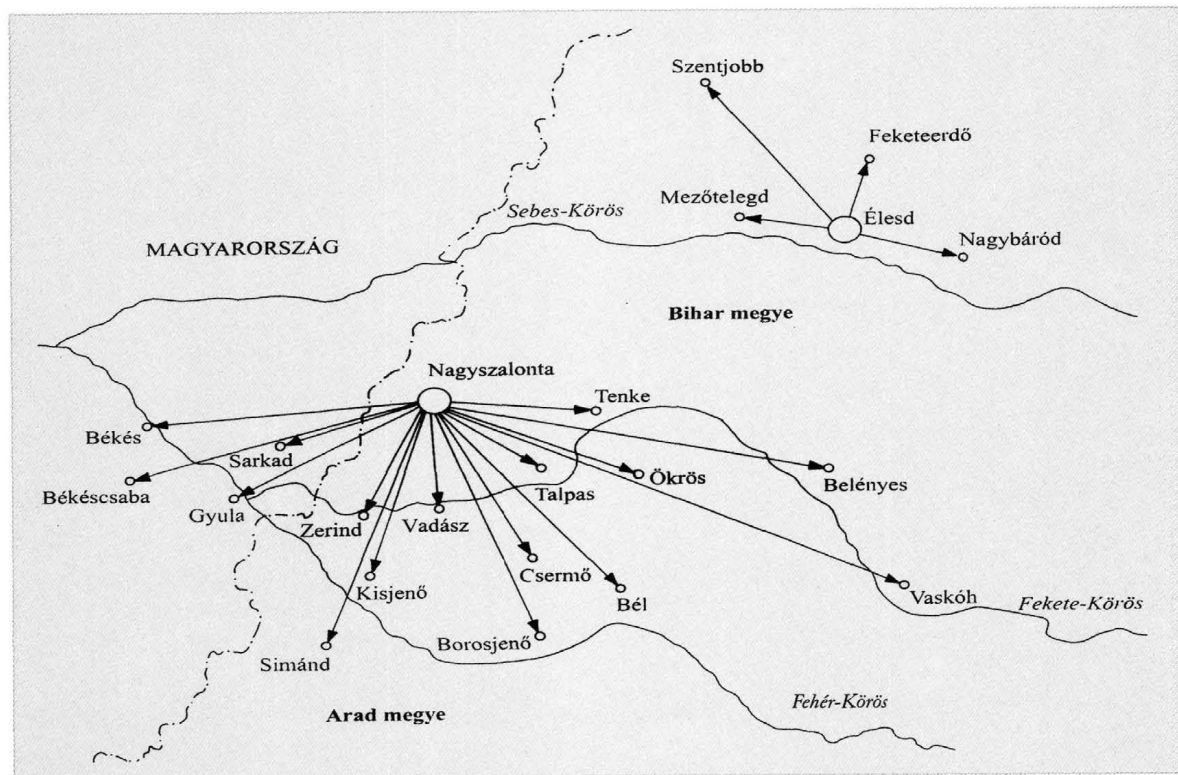 Szentjobb
Feketeerdő
Mezőtelegd
Élesd
Sebes-Körös
Nagybáród
MAGYARORSZÁG
Bihar megye
Nagyszalonta
Tenke
Békés
Sarkad
Ökrös
Talpas
Belényes
Békéscsaba
Gyula
Zerind
Vadász
Csermő
Kisjenő
Bél
Vaskóh
Fekete-Körös
Borosjenő
Simánd
Fehér-Körös
Arad megye